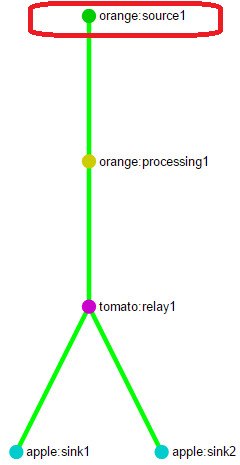 orange:source1
orange:processing1
tomato:relay1
apple:sink1
apple:sink2